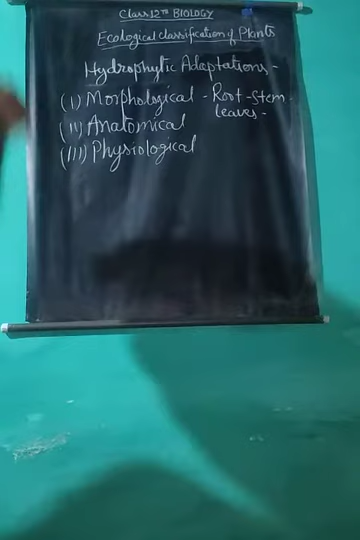 Class 12th BIOLOGY
Ecological classification of Plants
Hydrophytic Adaptations -
(i) Morphological - Root - Stem -
leaves -
(ii) Anatomical
(iii) Physiological